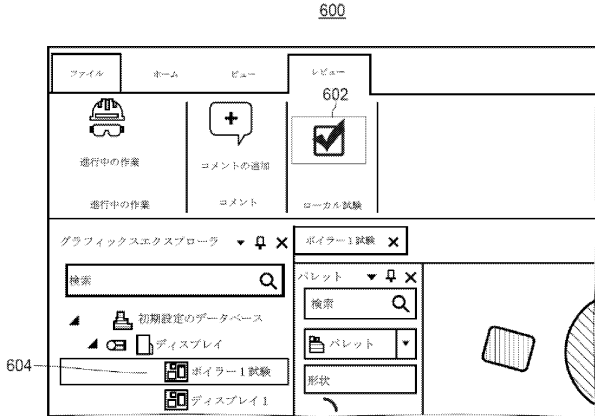 600
ファイル ホーム ビュー レビュー
602
進行中の作業 コメントの追加
進行中の作業 コメント ローカル試験
グラフィックスエクスプローラ ボイラー1試験
検索 パレット
検索
初期設定のデータベース
ディスプレイ パレット
604 ボイラー1試験 形状
ディスプレイ1